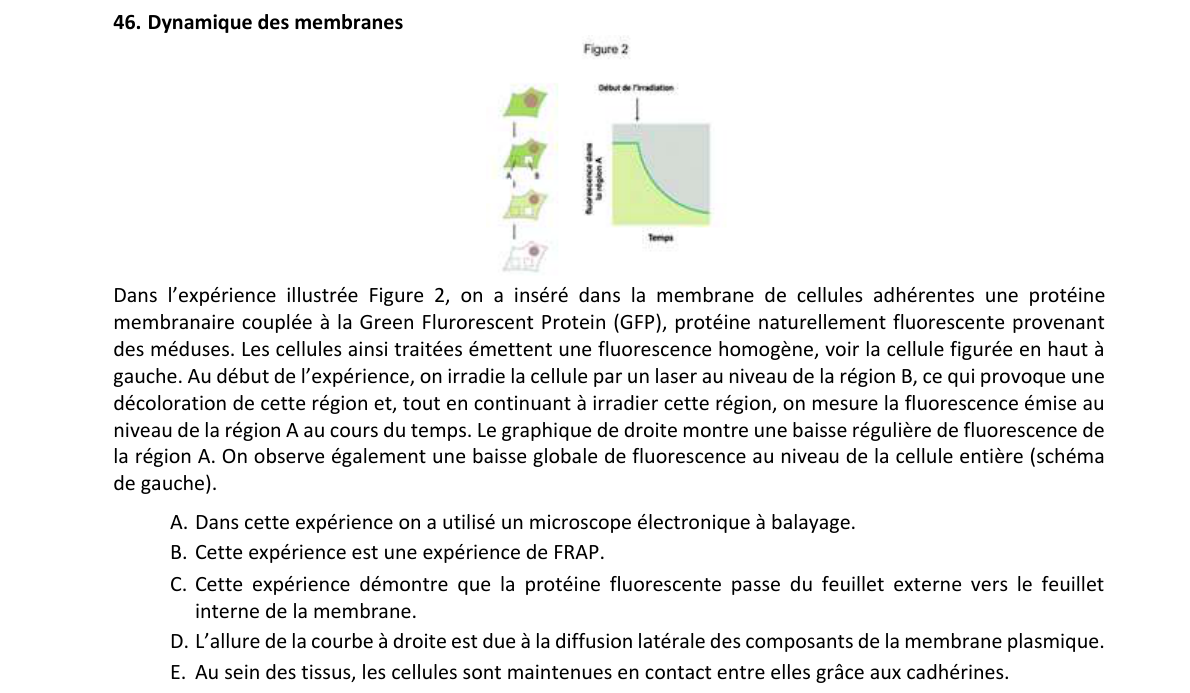 46. Dynamique des membranes
Figure 2
Début de l'irradiation
A
B
fluorescence dans
la région A
Temps
Dans l’expérience illustrée Figure 2, on a inséré dans la membrane de cellules adhérentes une protéine
membranaire couplée à la Green Flurorescent Protein (GFP), protéine naturellement fluorescente provenant
des méduses. Les cellules ainsi traitées émettent une fluorescence homogène, voir la cellule figurée en haut à
gauche. Au début de l’expérience, on irradie la cellule par un laser au niveau de la région B, ce qui provoque une
décoloration de cette région et, tout en continuant à irradier cette région, on mesure la fluorescence émise au
niveau de la région A au cours du temps. Le graphique de droite montre une baisse régulière de fluorescence de
la région A. On observe également une baisse globale de fluorescence au niveau de la cellule entière (schéma
de gauche).
A. Dans cette expérience on a utilisé un microscope électronique à balayage.
B. Cette expérience est une expérience de FRAP.
C. Cette expérience démontre que la protéine fluorescente passe du feuillet externe vers le feuillet
interne de la membrane.
D. L’allure de la courbe à droite est due à la diffusion latérale des composants de la membrane plasmique.
E. Au sein des tissus, les cellules sont maintenues en contact entre elles grâce aux cadhérines.